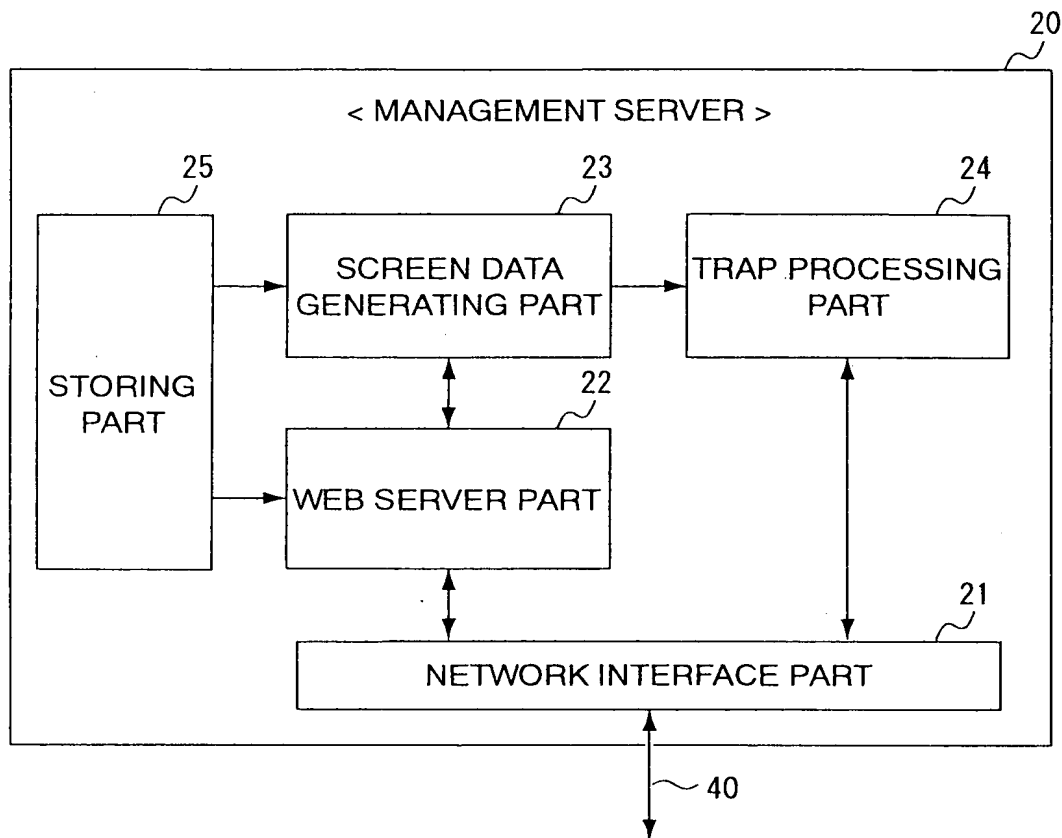 20
< MANAGEMENT SERVER >
25
23
24
SCREEN DATA
GENERATING PART
TRAP PROCESSING
PART
STORING
PART
22
WEB SERVER PART
21
NETWORK INTERFACE PART
40